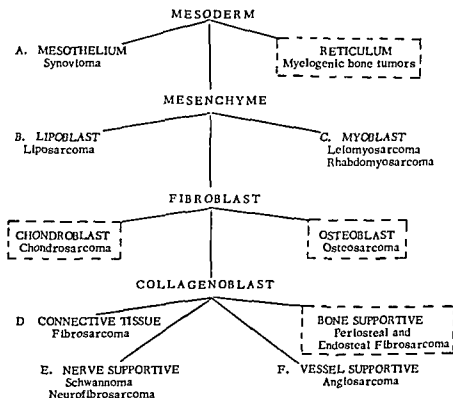 MESODERM
A. MESOTHELIUM
Synovioma
RETICULUM
Myelogenic bone tumors
MESENCHYME
B. LIPOBLAST
Liposarcoma
C. MYOBLAST
Leiomyosarcoma
Rhabdomyosarcoma
FIBROBLAST
CHONDROBLAST
Chondrosarcoma
OSTEOBLAST
Osteosarcoma
COLLAGENOBLAST
D CONNECTIVE TISSUE
Fibrosarcoma
BONE SUPPORTIVE
Periosteal and
Endosteal Fibrosarcoma
E. NERVE SUPPORTIVE
Schwannoma
Neurofibrosarcoma
F. VESSEL SUPPORTIVE
Angiosarcoma